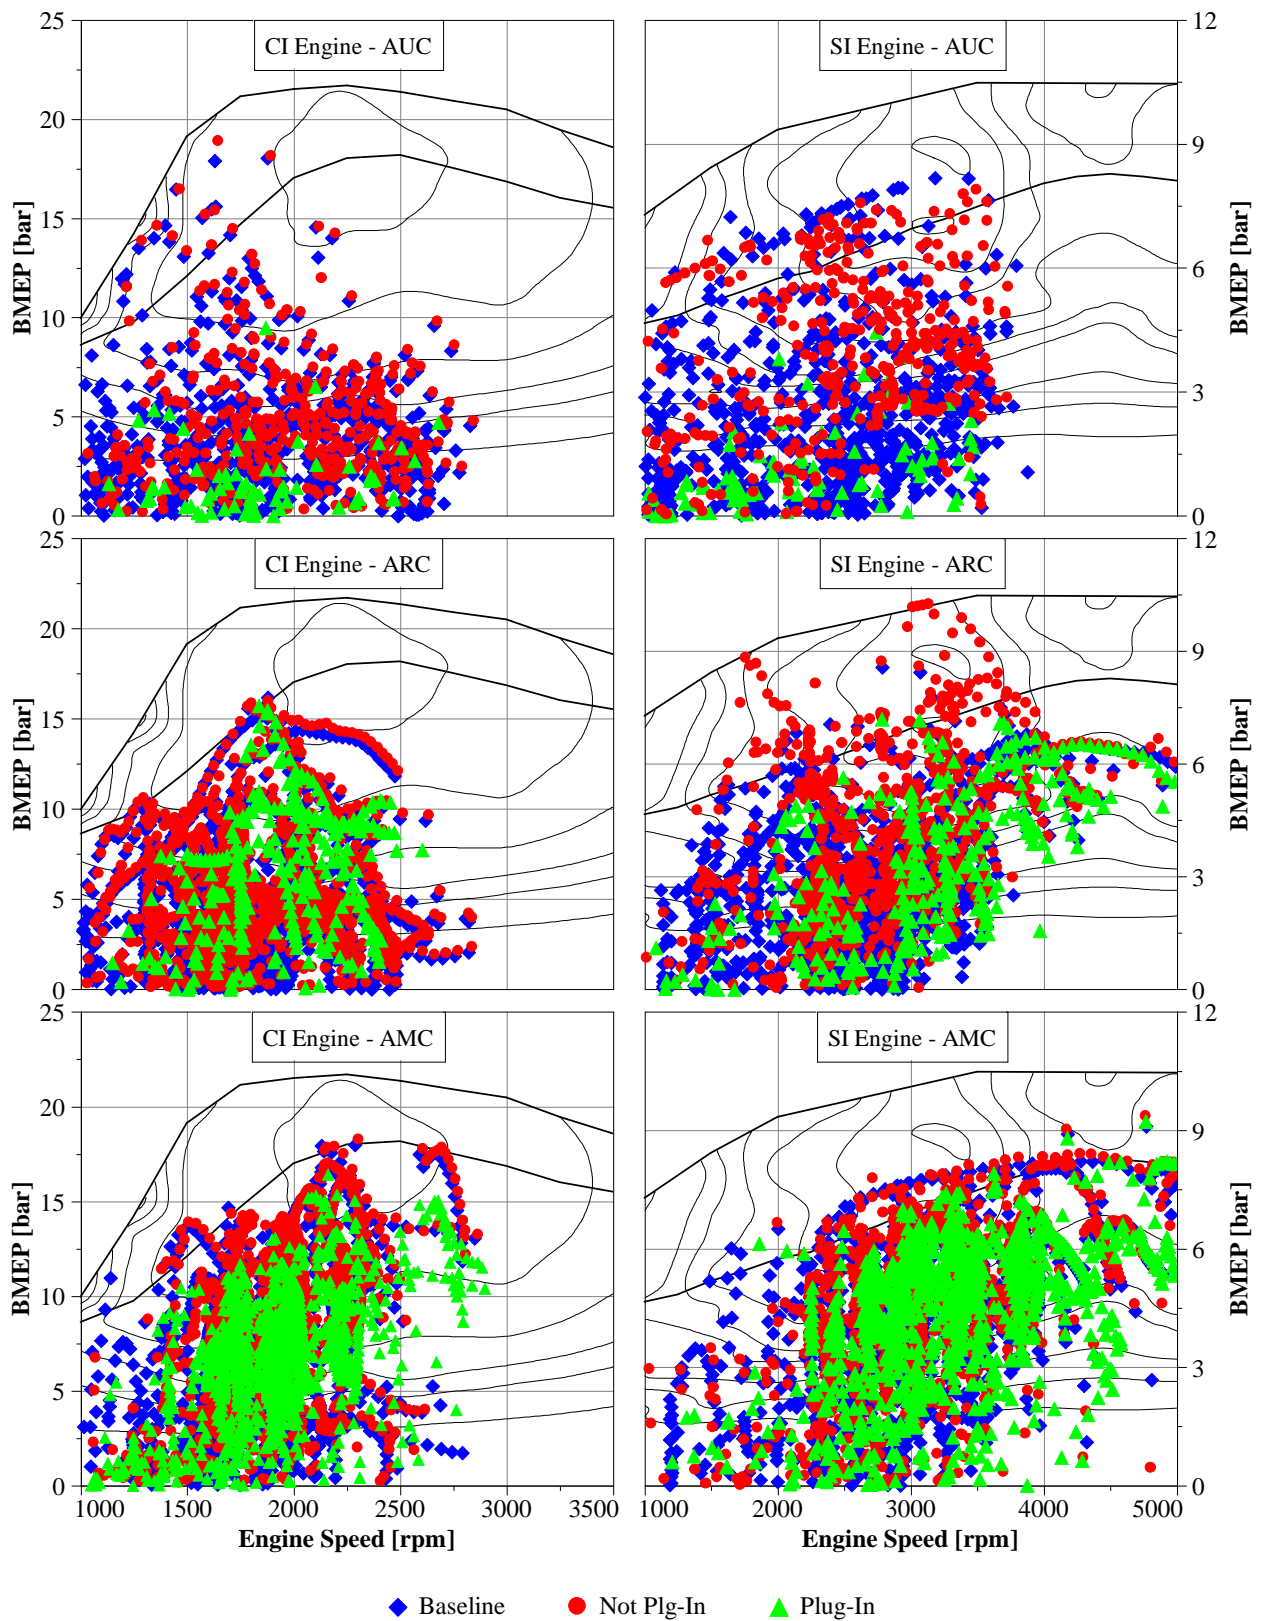 25 CI Engine - AUC SI Engine - AUC 12
20
9
15
BMEP [bar] 6 BMEP [bar]
10
5 3
0 0
25 CI Engine - ARC SI Engine - ARC 12
20
9
15
BMEP [bar] 6 BMEP [bar]
10
5 3
0 0
25 CI Engine - AMC SI Engine - AMC 12
20
9
15
BMEP [bar] 6 BMEP [bar]
10
5 3
0 0
1000 1500 2000 2500 3000 3500 1000 2000 3000 4000 5000
Engine Speed [rpm] Engine Speed [rpm]
Baseline Not Plg-In Plug-In